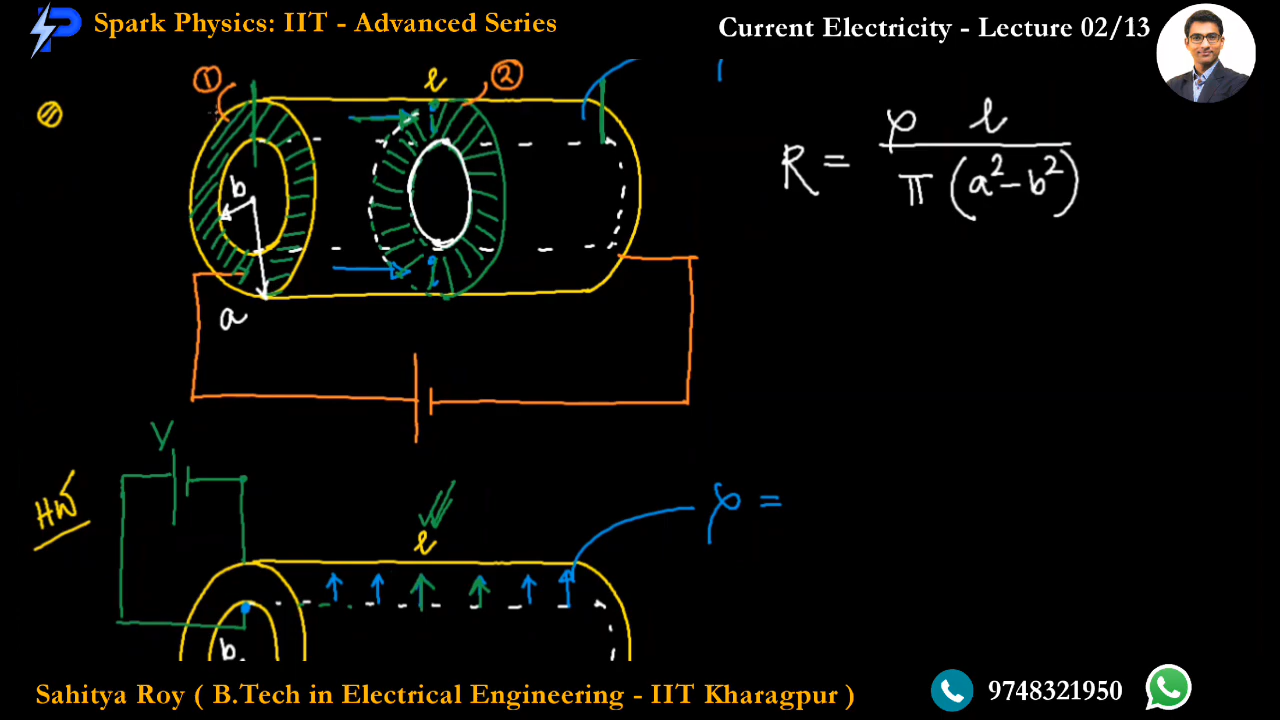 Spark Physics: IIT - Advanced Series
Current Electricity - Lecture 02/13
① l ②
b
a
R = ρ l / π (a² – b²)
HW
V
l
ρ =
b
Sahitya Roy ( B.Tech in Electrical Engineering - IIT Kharagpur )
9748321950